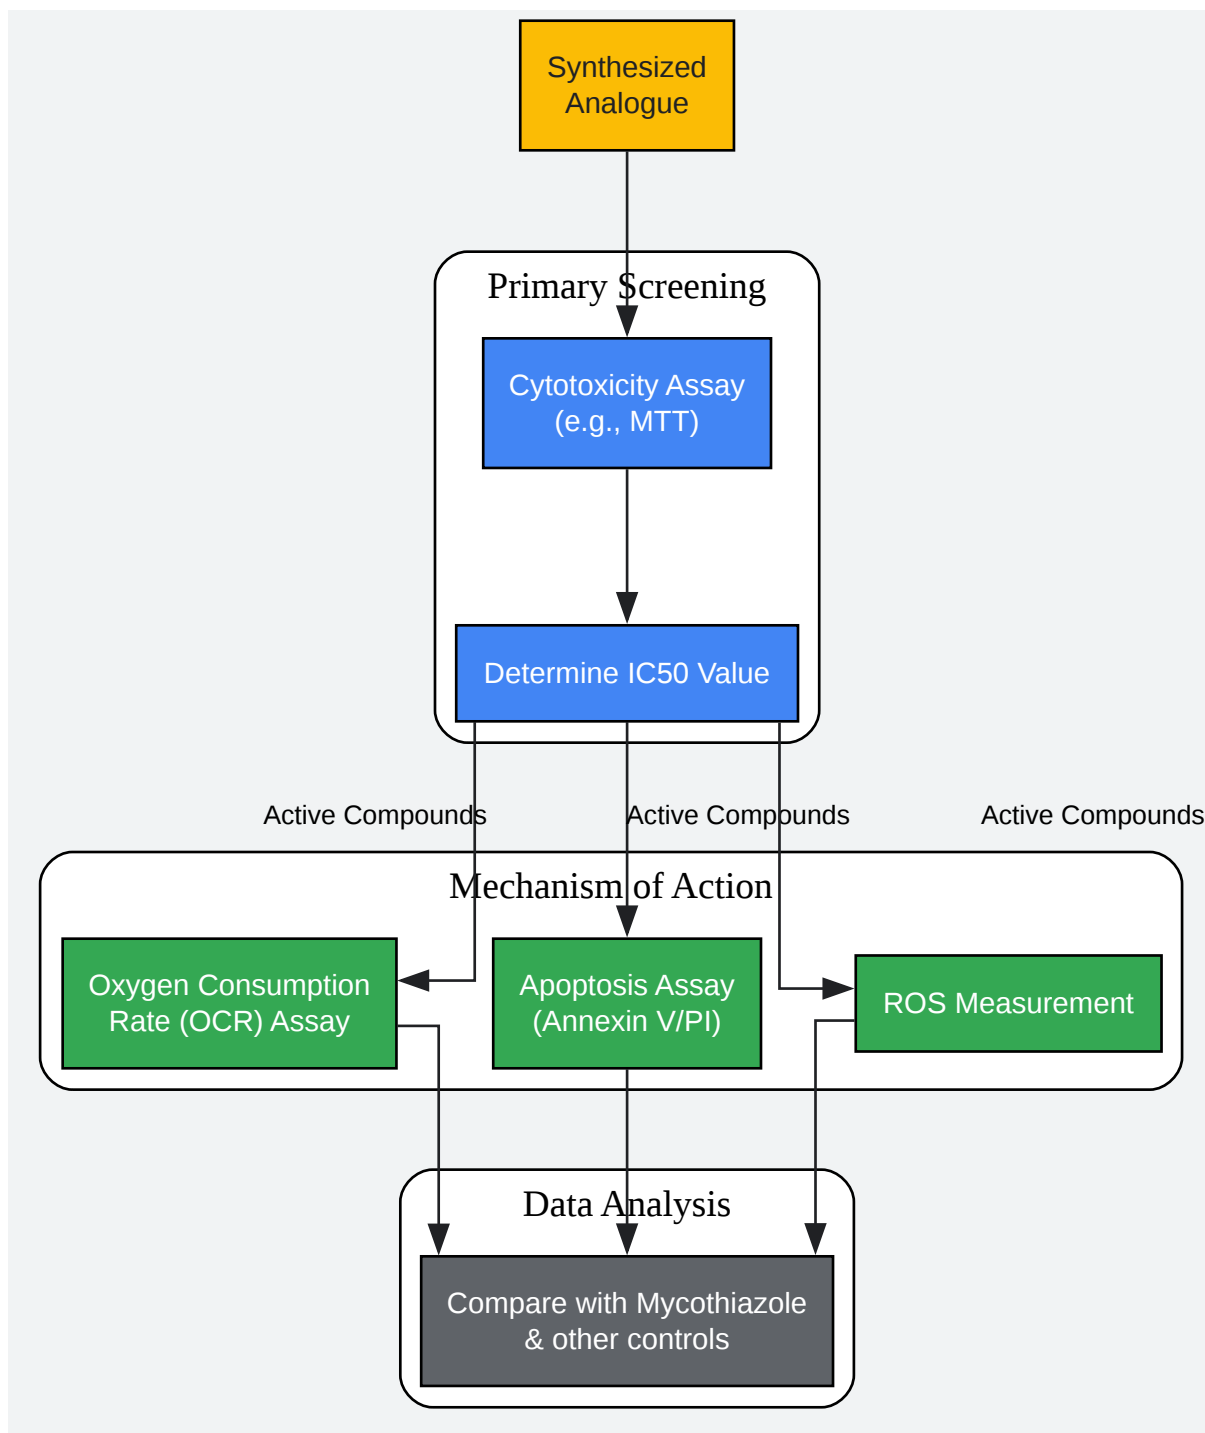 Synthesized
Analogue
Primary Screening
Cytotoxicity Assay
(e.g., MTT)
Determine IC50 Value
Active Compounds
Active Compounds
Active Compounds
Mechanism of Action
Oxygen Consumption
Rate (OCR) Assay
Apoptosis Assay
(Annexin V/PI)
ROS Measurement
Data Analysis
Compare with Mycothiazole
& other controls